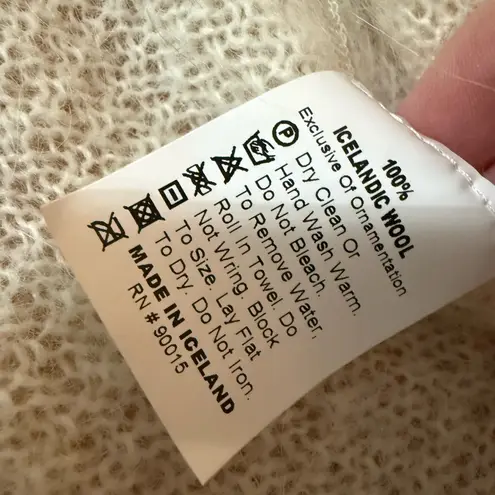 100%
ICELANDIC WOOL
Exclusive Of Ornamentation
P
Dry Clean Or
Hand Wash Warm.
Do Not Bleach.
To Remove Water,
Roll In Towel. Do
Not Wring. Block
To Size. Lay Flat
To Dry. Do Not Iron.
MADE IN ICELAND
RN # 90015